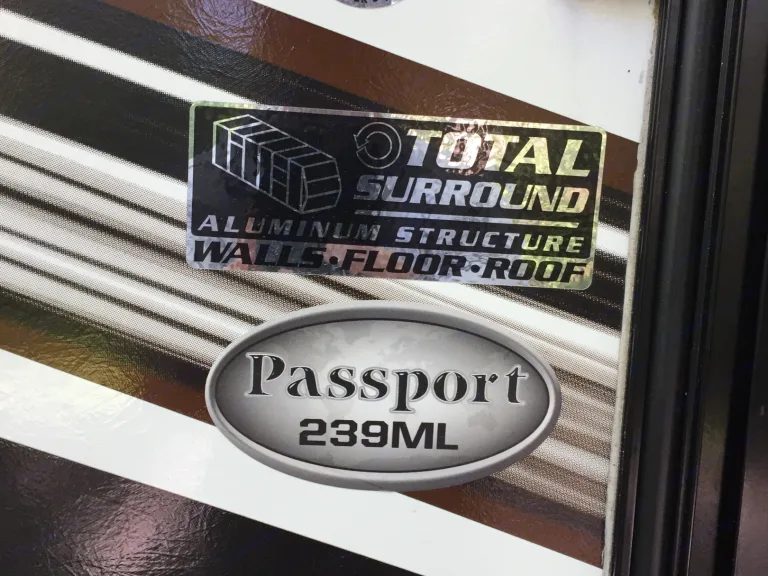 TOTAL
SURROUND
ALUMINUM STRUCTURE
WALLS•FLOOR•ROOF
Passport
239ML